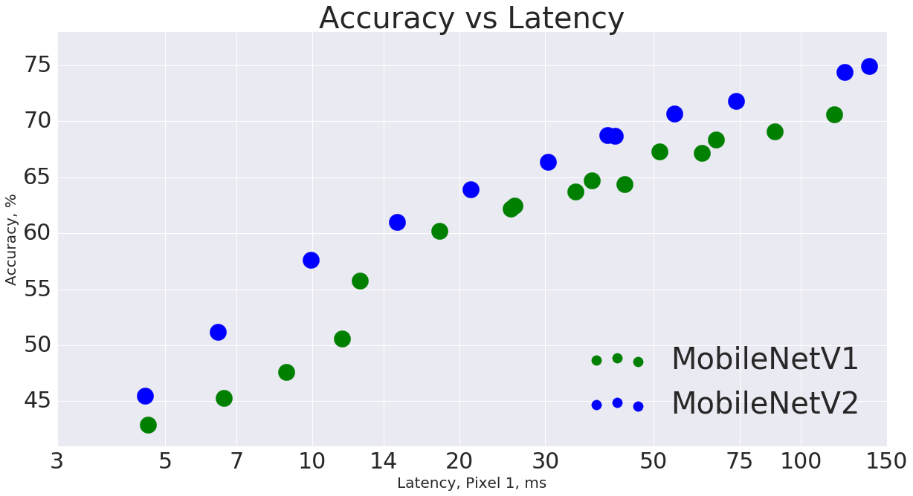 Accuracy vs Latency
75
70
65
60
55
50
45
Accuracy, %
MobileNetV1
MobileNetV2
3 5 7 10 14 20 30 50 75 100 150
Latency, Pixel 1, ms